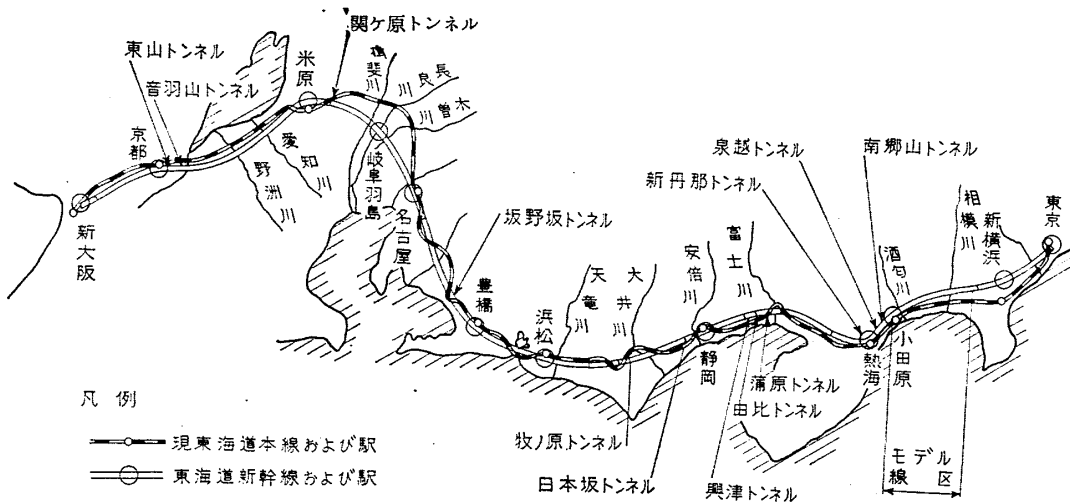 関ケ原トンネル
東山トンネル
音羽山トンネル
米原
揖斐川
長良川
木曽川
京都
愛知川
野洲川
岐阜羽島
名古屋
新大阪
坂野坂トンネル
豊橋
浜松
天竜川
大井川
安倍川
富士川
静岡
新丹那トンネル
泉越トンネル
南郷山トンネル
酒匂川
相模川
新横浜
東京
小田原
熱海
蒲原トンネル
由比トンネル
牧ノ原トンネル
日本坂トンネル
興津トンネル
モデル
線区
凡例
現東海道本線および駅
東海道新幹線および駅